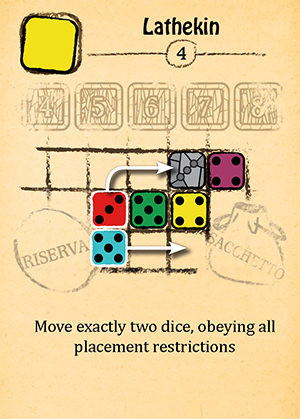 Lathekin
4
4 5 6 7 8
RISERVA SACCHETTO
Move exactly two dice, obeying all
placement restrictions